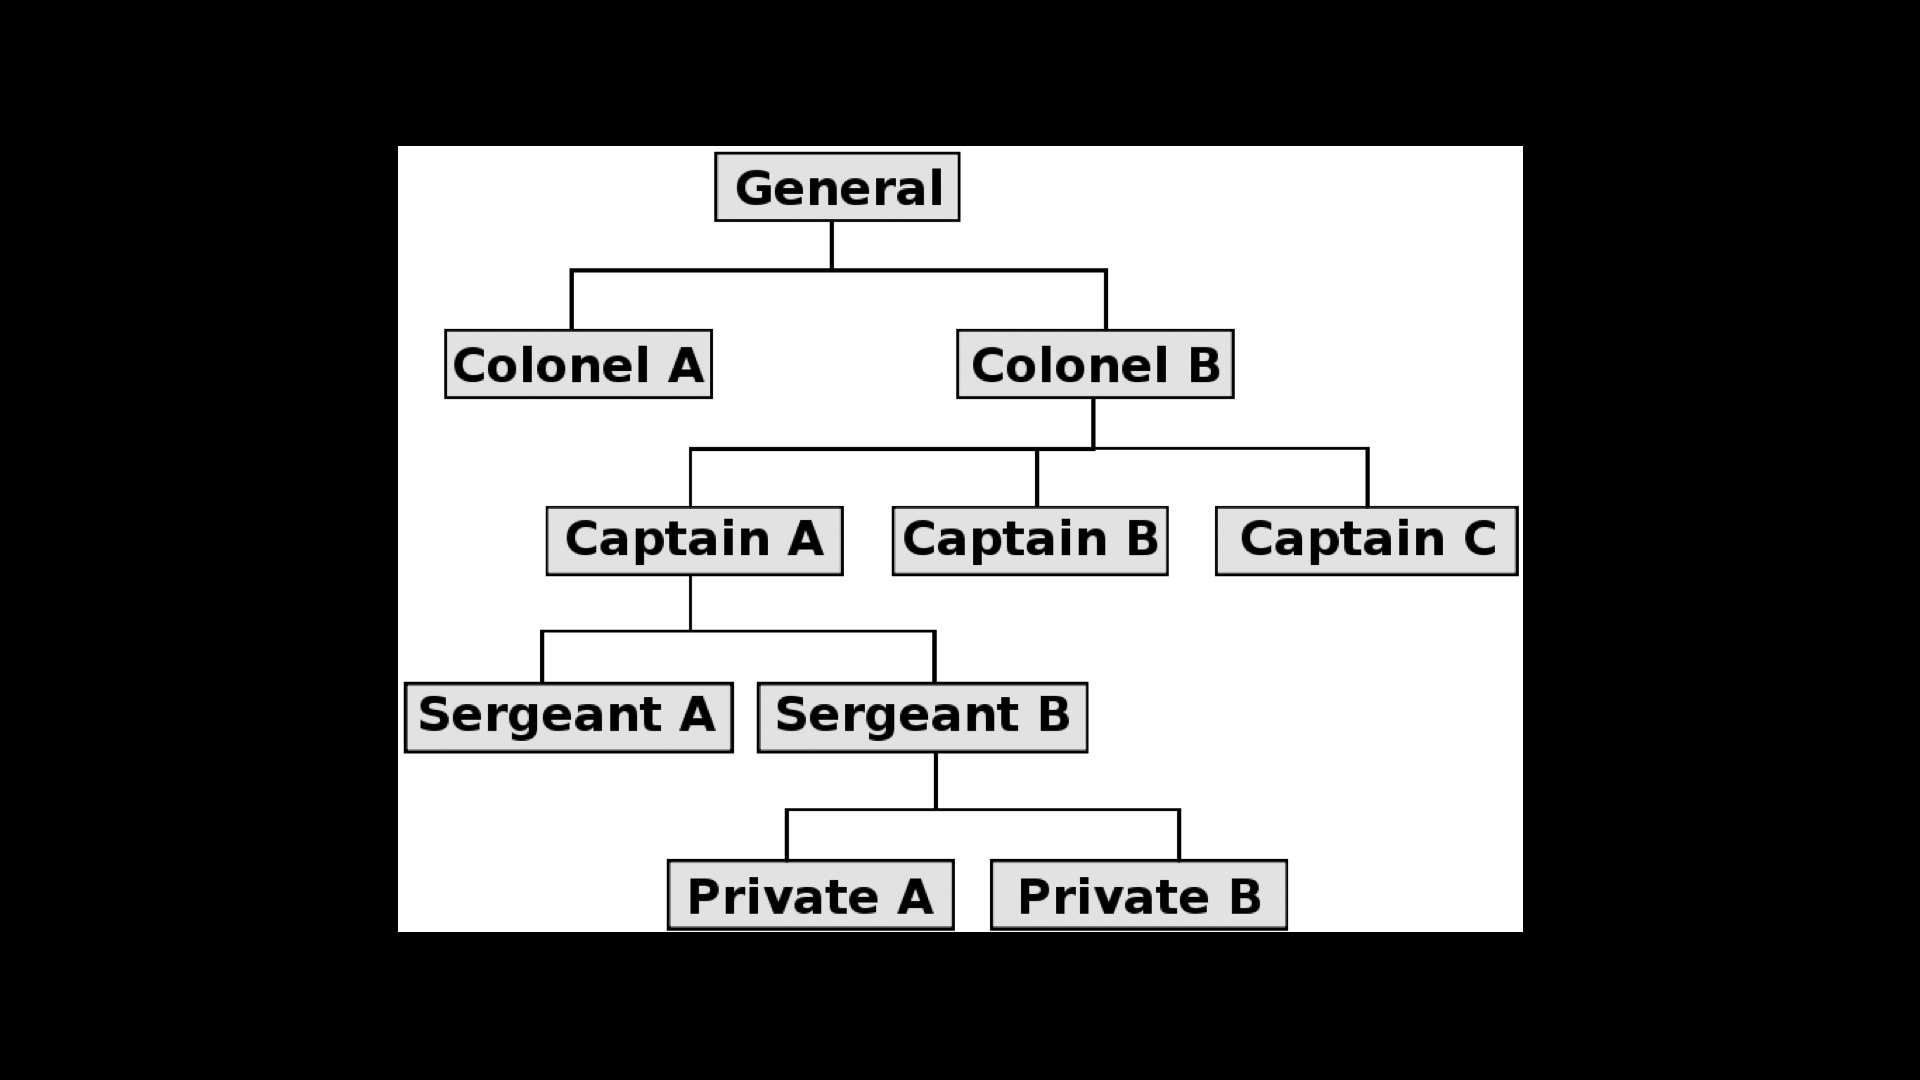 General
Colonel A
Colonel B
Captain A
Captain B
Captain C
Sergeant A
Sergeant B
Private A
Private B